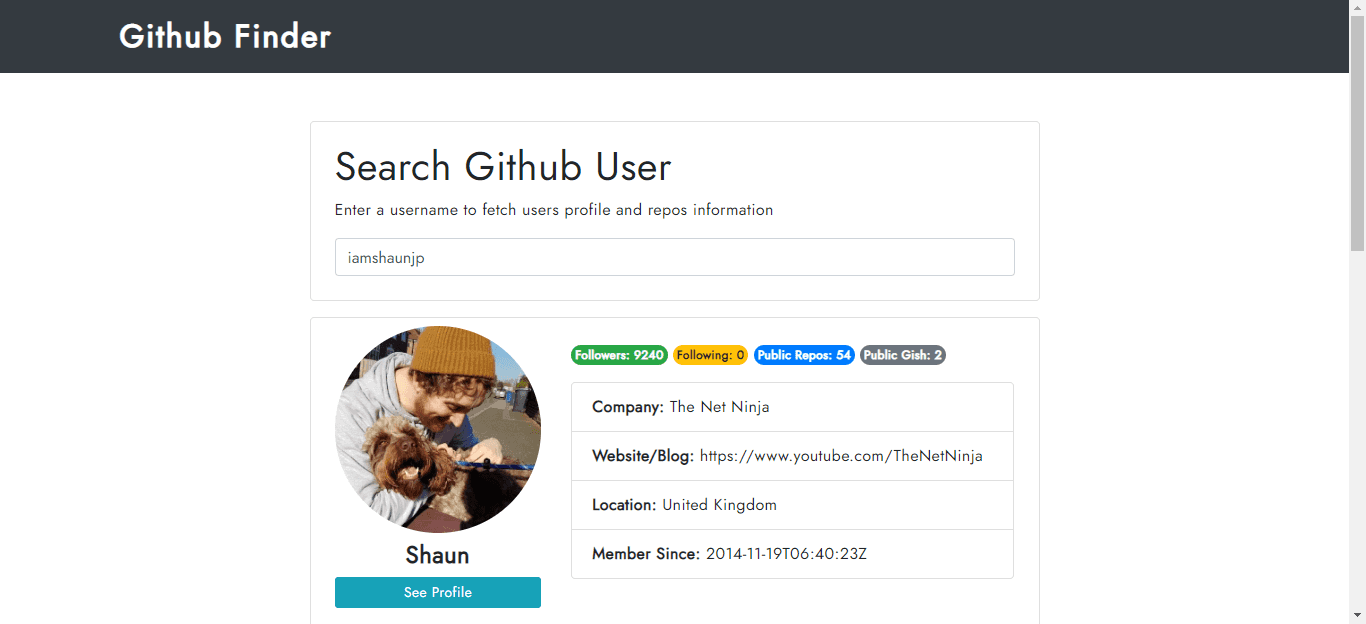 Github Finder
Search Github User
Enter a username to fetch users profile and repos information
iamshaunjp
Followers: 9240 Following: 0 Public Repos: 54 Public Gish: 2
Company: The Net Ninja
Website/Blog: https://www.youtube.com/TheNetNinja
Location: United Kingdom
Member Since: 2014-11-19T06:40:23Z
Shaun
See Profile